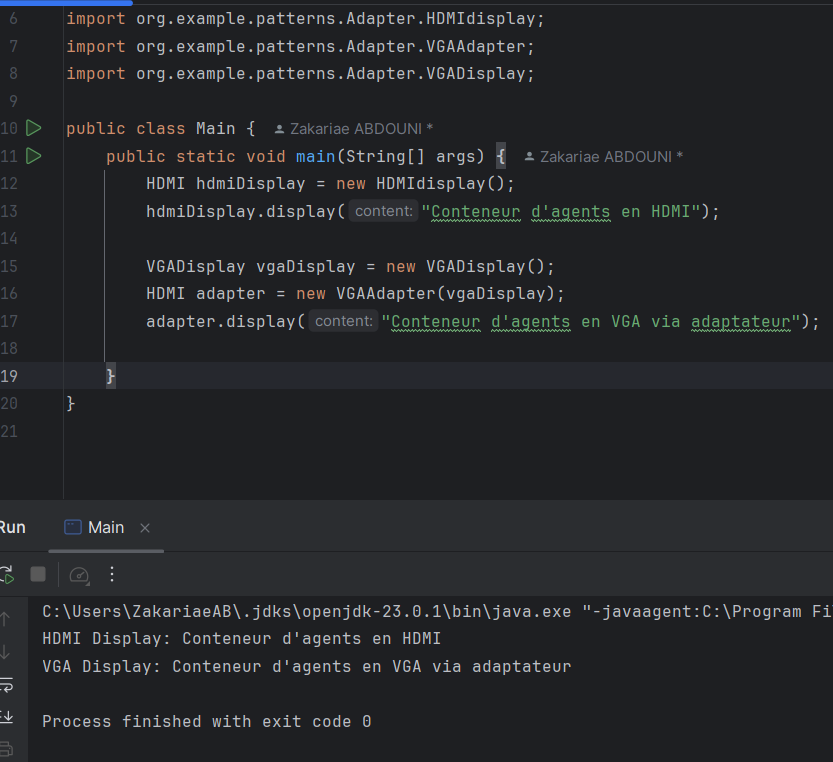 6 import org.example.patterns.Adapter.HDMIdisplay;
7 import org.example.patterns.Adapter.VGAAdapter;
8 import org.example.patterns.Adapter.VGADisplay;
9
10 public class Main { Zakariae ABDOUNI *
11 public static void main(String[] args) { Zakariae ABDOUNI *
12 HDMI hdmiDisplay = new HDMIdisplay();
13 hdmiDisplay.display( content: "Conteneur d'agents en HDMI");
14
15 VGADisplay vgaDisplay = new VGADisplay();
16 HDMI adapter = new VGAAdapter(vgaDisplay);
17 adapter.display( content: "Conteneur d'agents en VGA via adaptateur");
18
19 }
20 }
21
Run Main
C:\Users\ZakariaeAB\.jdks\openjdk-23.0.1\bin\java.exe "-javaagent:C:\Program Fi
HDMI Display: Conteneur d'agents en HDMI
VGA Display: Conteneur d'agents en VGA via adaptateur
Process finished with exit code 0